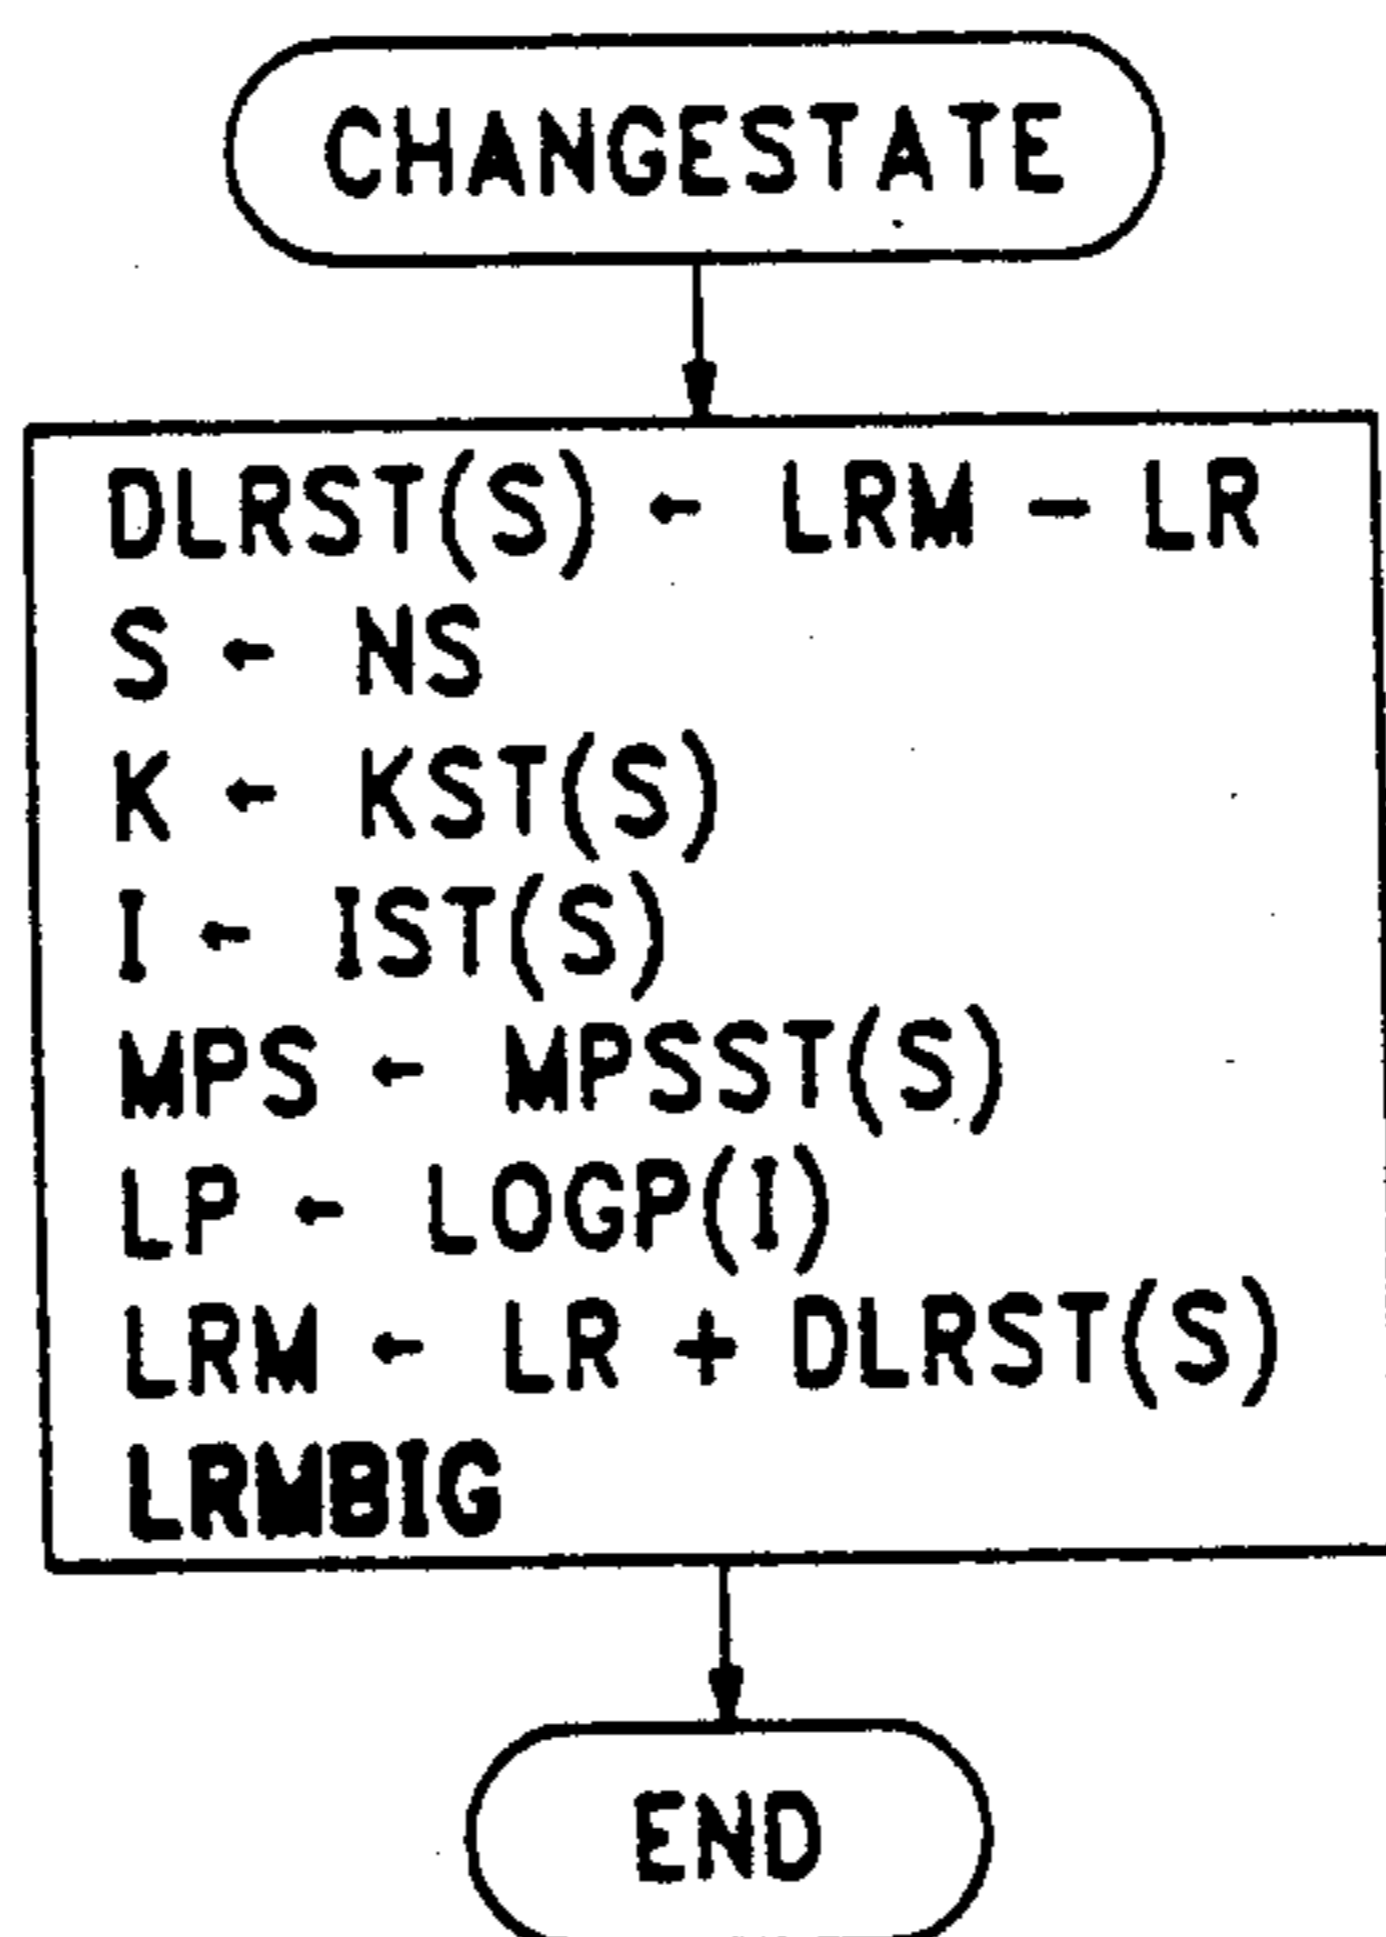 CHANGESTATE
DLRST(S) ← LRM - LR
S ← NS
K ← KST(S)
I ← IST(S)
MPS ← MPSST(S)
LP ← LOGP(I)
LRM ← LR + DLRST(S)
LRMBIG
END